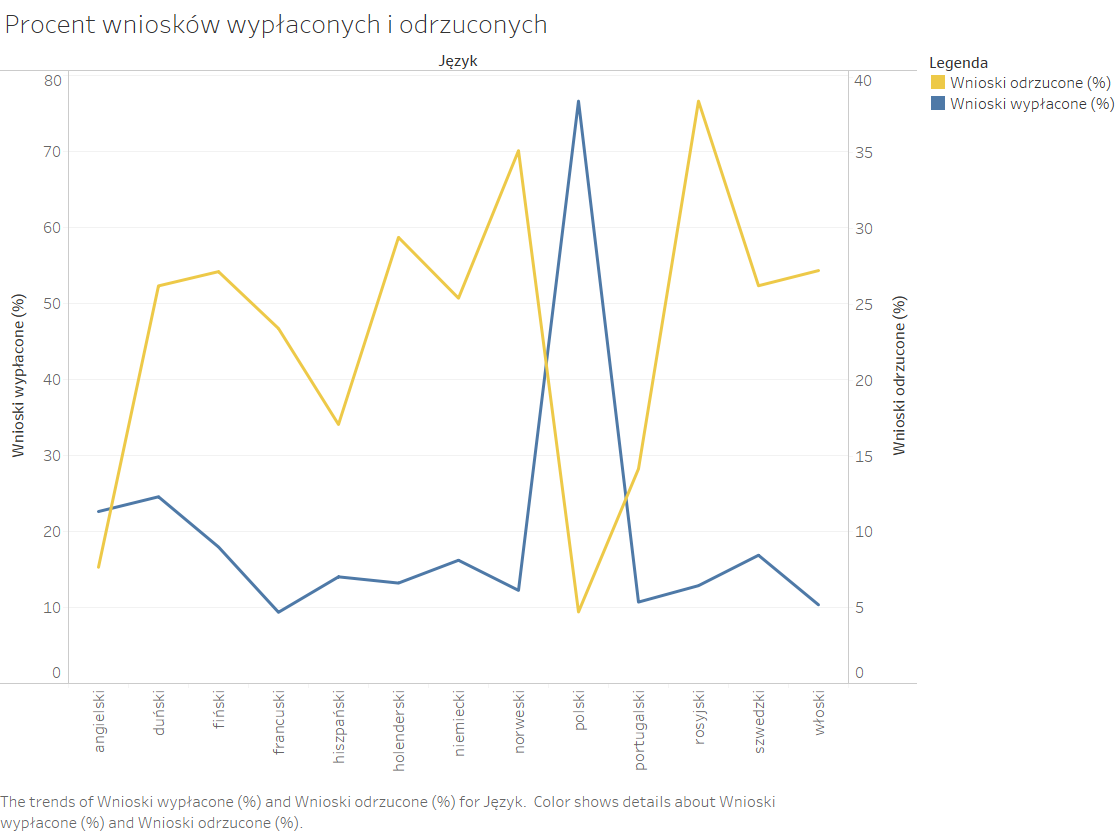 Procent wniosków wypłaconych i odrzuconych
Język
Legenda
Wnioski odrzucone (%)
Wnioski wypłacone (%)
80
70
60
50
40
30
20
10
0
Wnioski wypłacone (%)
40
35
30
25
20
15
10
5
0
Wnioski odrzucone (%)
angielski
duński
fiński
francuski
hiszpański
holenderski
niemiecki
norweski
polski
portugalski
rosyjski
szwedzki
włoski
The trends of Wnioski wypłacone (%) and Wnioski odrzucone (%) for Język.  Color shows details about Wnioski
wypłacone (%) and Wnioski odrzucone (%).